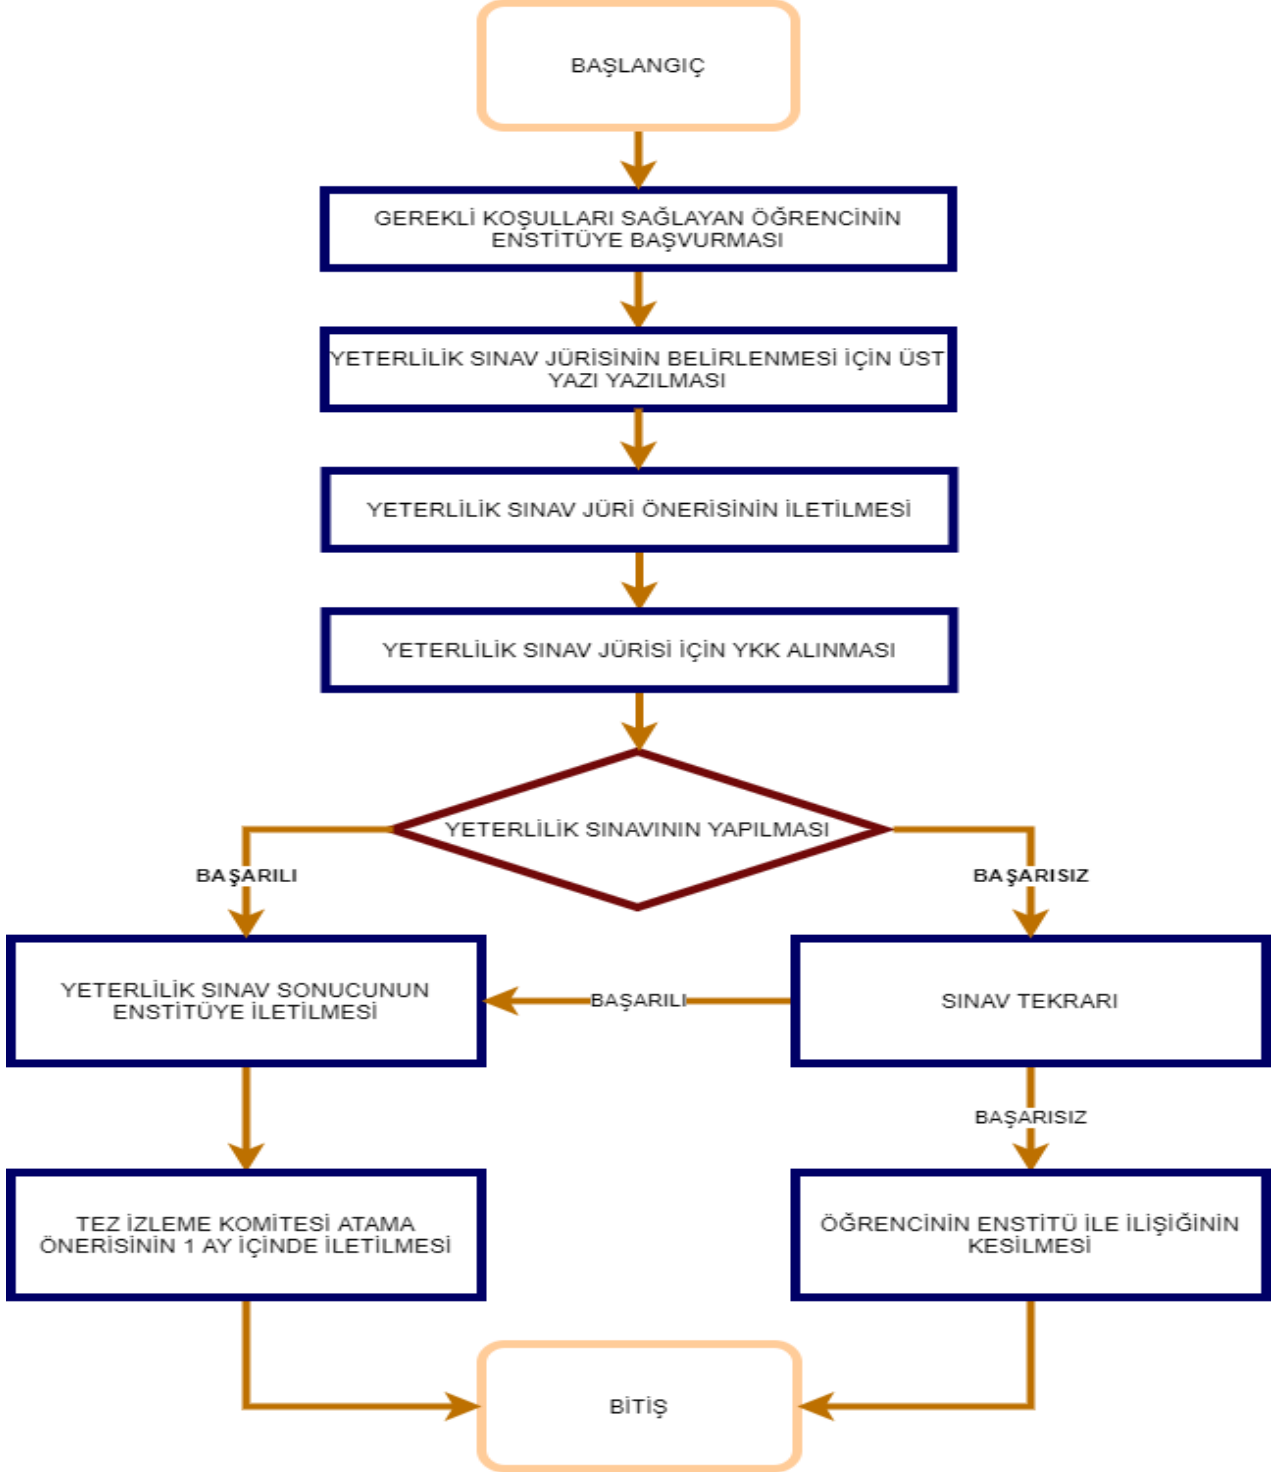 BAŞLANGIÇ
GEREKLİ KOŞULLARI SAĞLAYAN ÖĞRENCİNİN
ENSTİTÜYE BAŞVURMASI
YETERLİLİK SINAV JÜRİSİNİN BELİRLENMESİ İÇİN ÜST
YAZI YAZILMASI
YETERLİLİK SINAV JÜRİ ÖNERİSİNİN İLETİLMESİ
YETERLİLİK SINAV JÜRİSİ İÇİN YKK ALINMASI
YETERLİLİK SINAVININ YAPILMASI
BAŞARILI
BAŞARISIZ
YETERLİLİK SINAV SONUCUNUN
ENSTİTÜYE İLETİLMESİ
BAŞARILI
SINAV TEKRARI
BAŞARISIZ
TEZ İZLEME KOMİTESİ ATAMA
ÖNERİSİNİN 1 AY İÇİNDE İLETİLMESİ
ÖĞRENCİNİN ENSTİTÜ İLE İLİŞİĞİNİN
KESİLMESİ
BİTİŞ